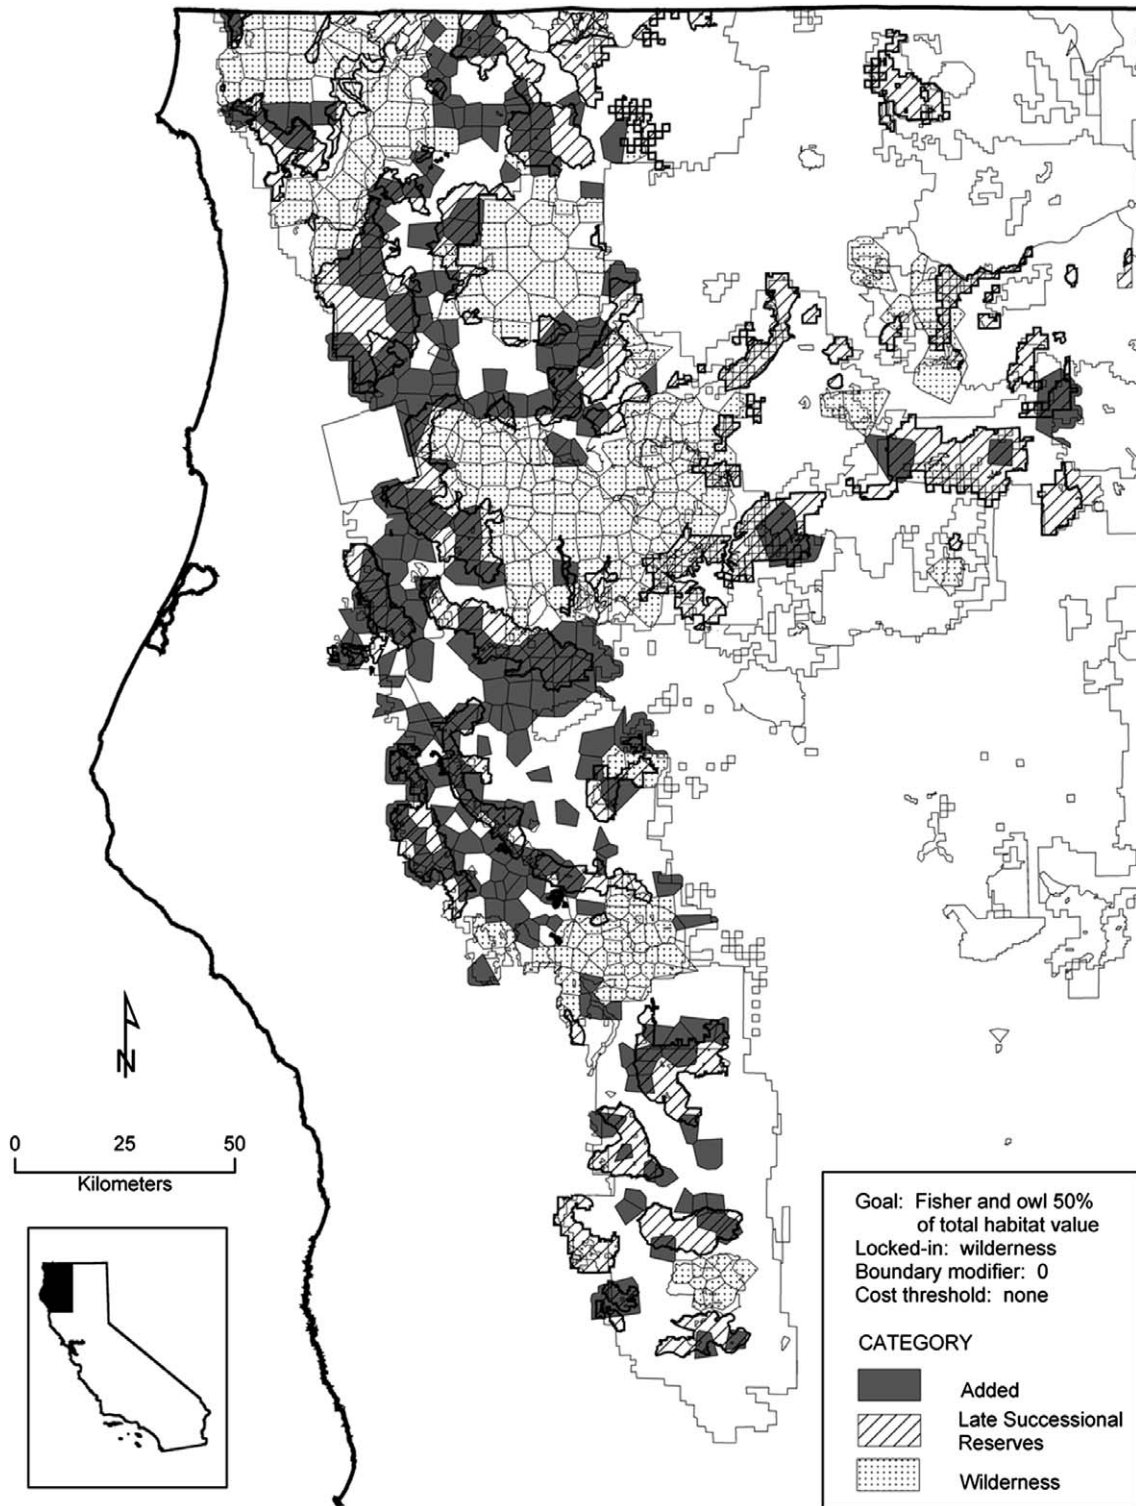 N
0 25 50
Kilometers
Goal: Fisher and owl 50%
of total habitat value
Locked-in: wilderness
Boundary modifier: 0
Cost threshold: none
CATEGORY
Added
Late Successional
Reserves
Wilderness